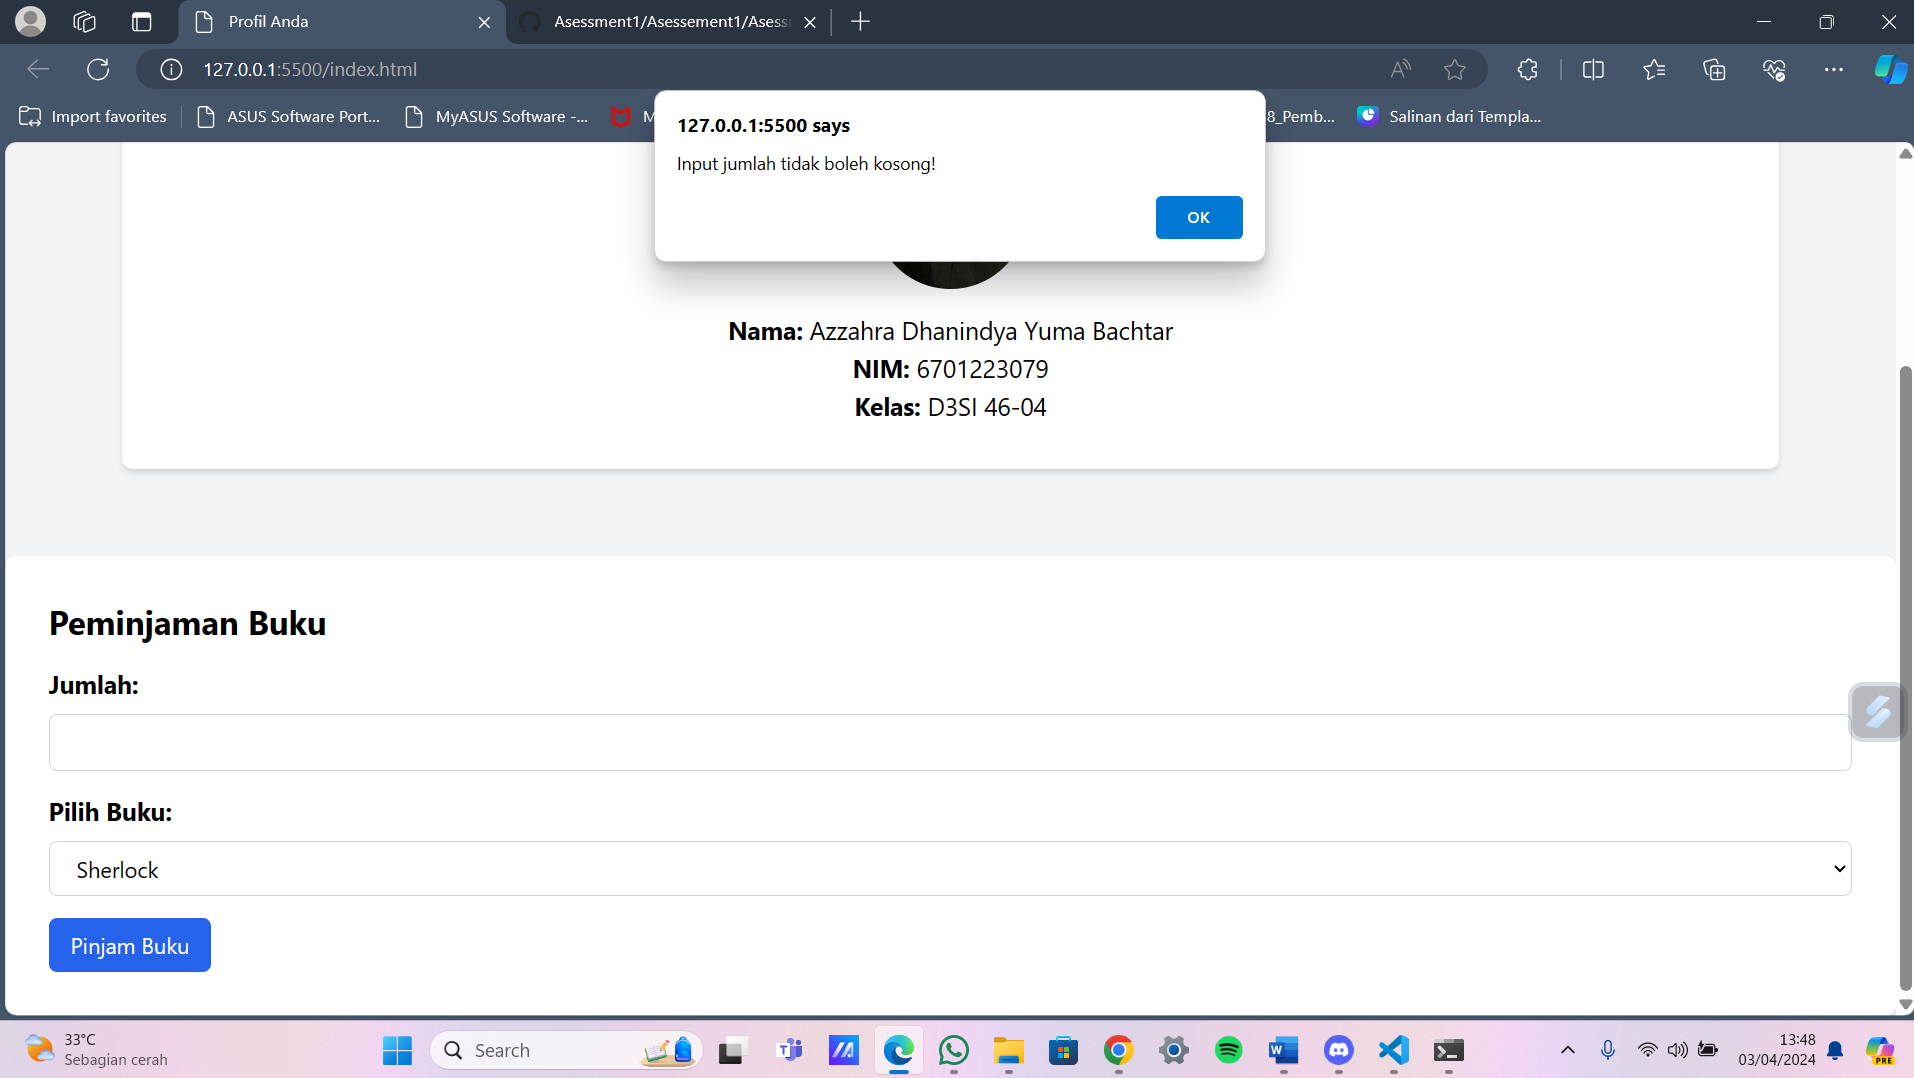 Profil Anda
Asessment1/Asessement1/Asess
127.0.0.1:5500/index.html
Import favorites
ASUS Software Port...
MyASUS Software -...
M
8_Pemb...
Salinan dari Templa...
127.0.0.1:5500 says
Input jumlah tidak boleh kosong!
OK
Nama: Azzahra Dhanindya Yuma Bachtar
NIM: 6701223079
Kelas: D3SI 46-04
Peminjaman Buku
Jumlah:
Pilih Buku:
Sherlock
Pinjam Buku
33°C
Sebagian cerah
Search
13:48
03/04/2024
PRE